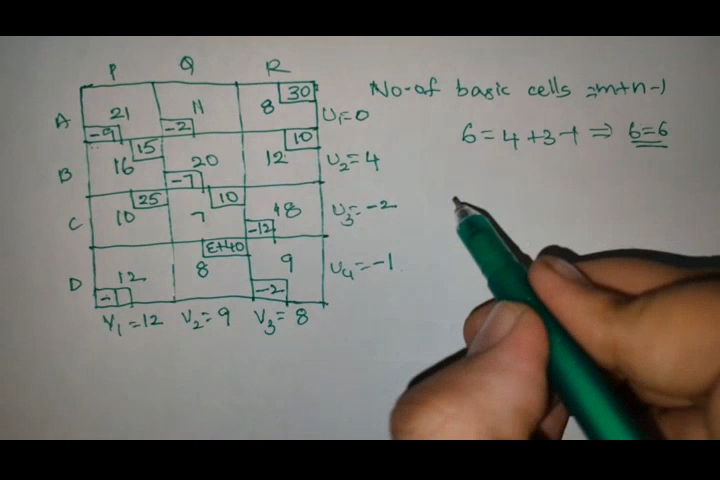 P Q R
No-of basic cells =m+n-1
A 21 -9 11 -2 8 30 U1=0
6=4+3-1 ⇒ 6=6
B 16 15 20 -7 12 10 U2=4
C 10 25 7 10 18 -12 U3=-2
D 12 -1 8 E+40 9 -2 U4=-1
V1=12 V2=9 V3=8